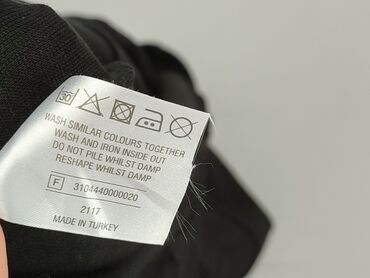 30
WASH SIMILAR COLOURS TOGETHER
WASH AND IRON INSIDE OUT
DO NOT PILE WHILST DAMP
RESHAPE WHILST DAMP
F 3104440000020
2117
MADE IN TURKEY